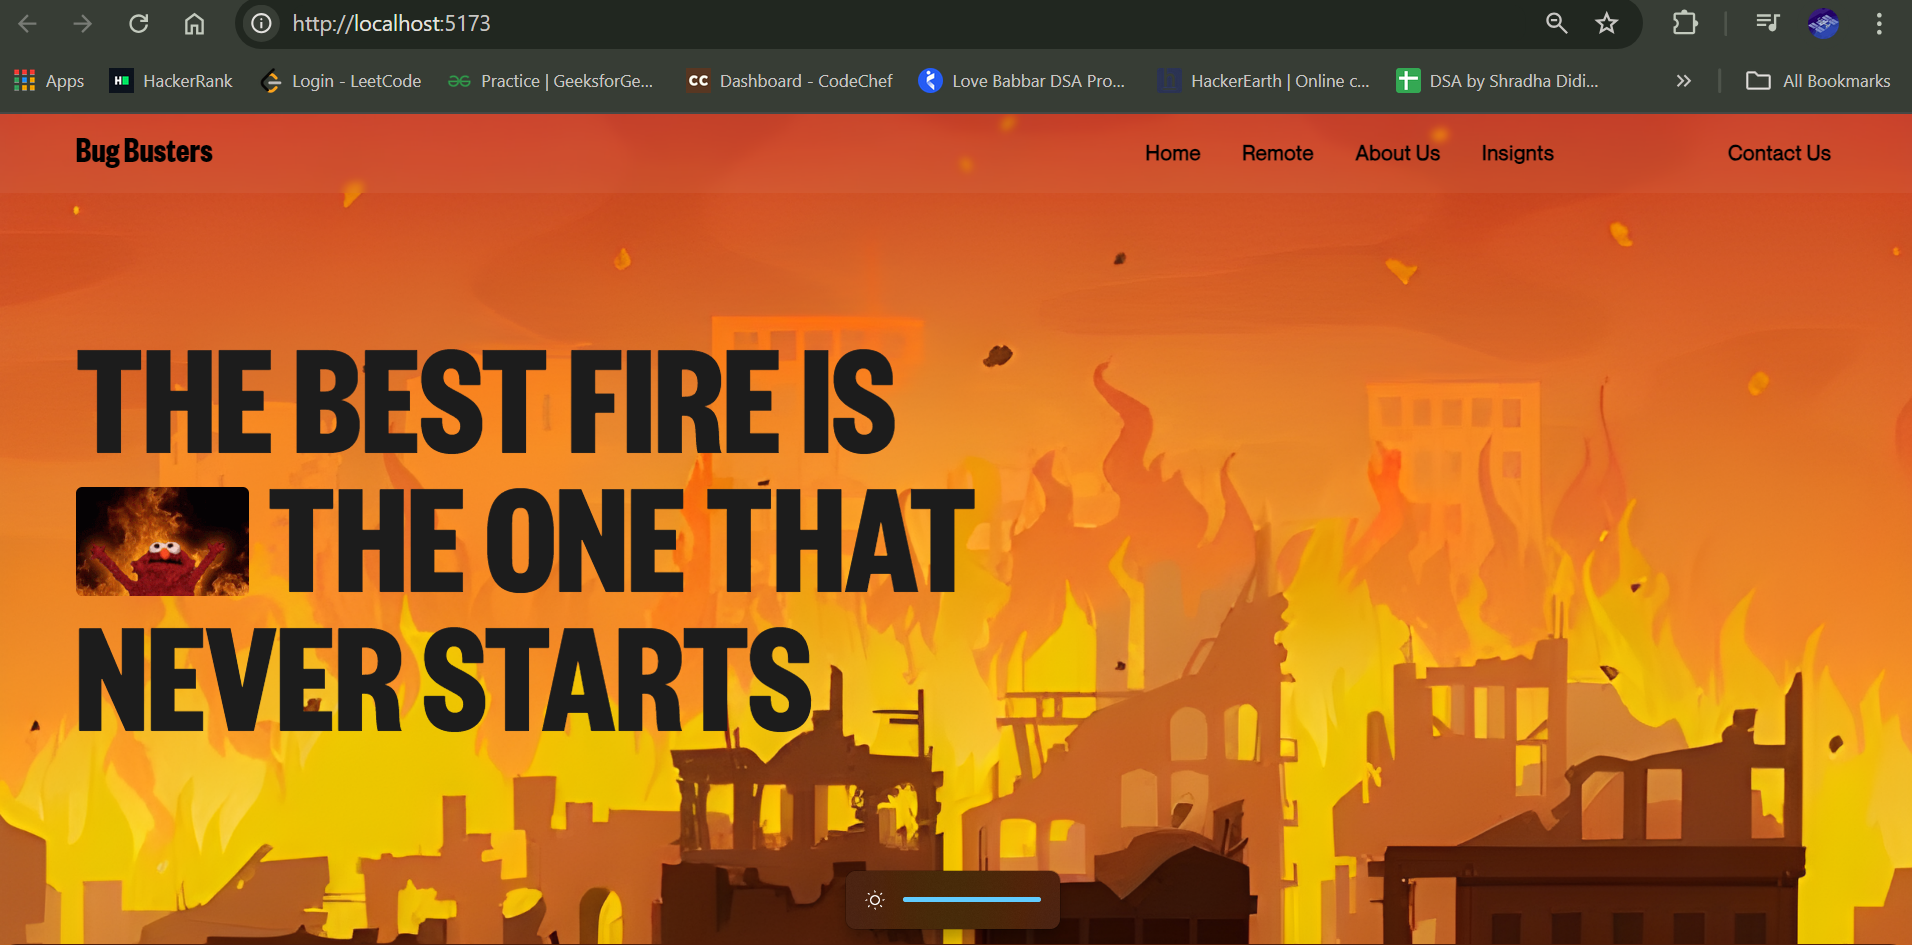 http://localhost:5173
Apps HackerRank Login - LeetCode Practice | GeeksforGe... CC Dashboard - CodeChef Love Babbar DSA Pro... HackerEarth | Online c... DSA by Shradha Didi... All Bookmarks
Bug Busters Home Remote About Us Insignts Contact Us
THE BEST FIRE IS
THE ONE THAT
NEVER STARTS